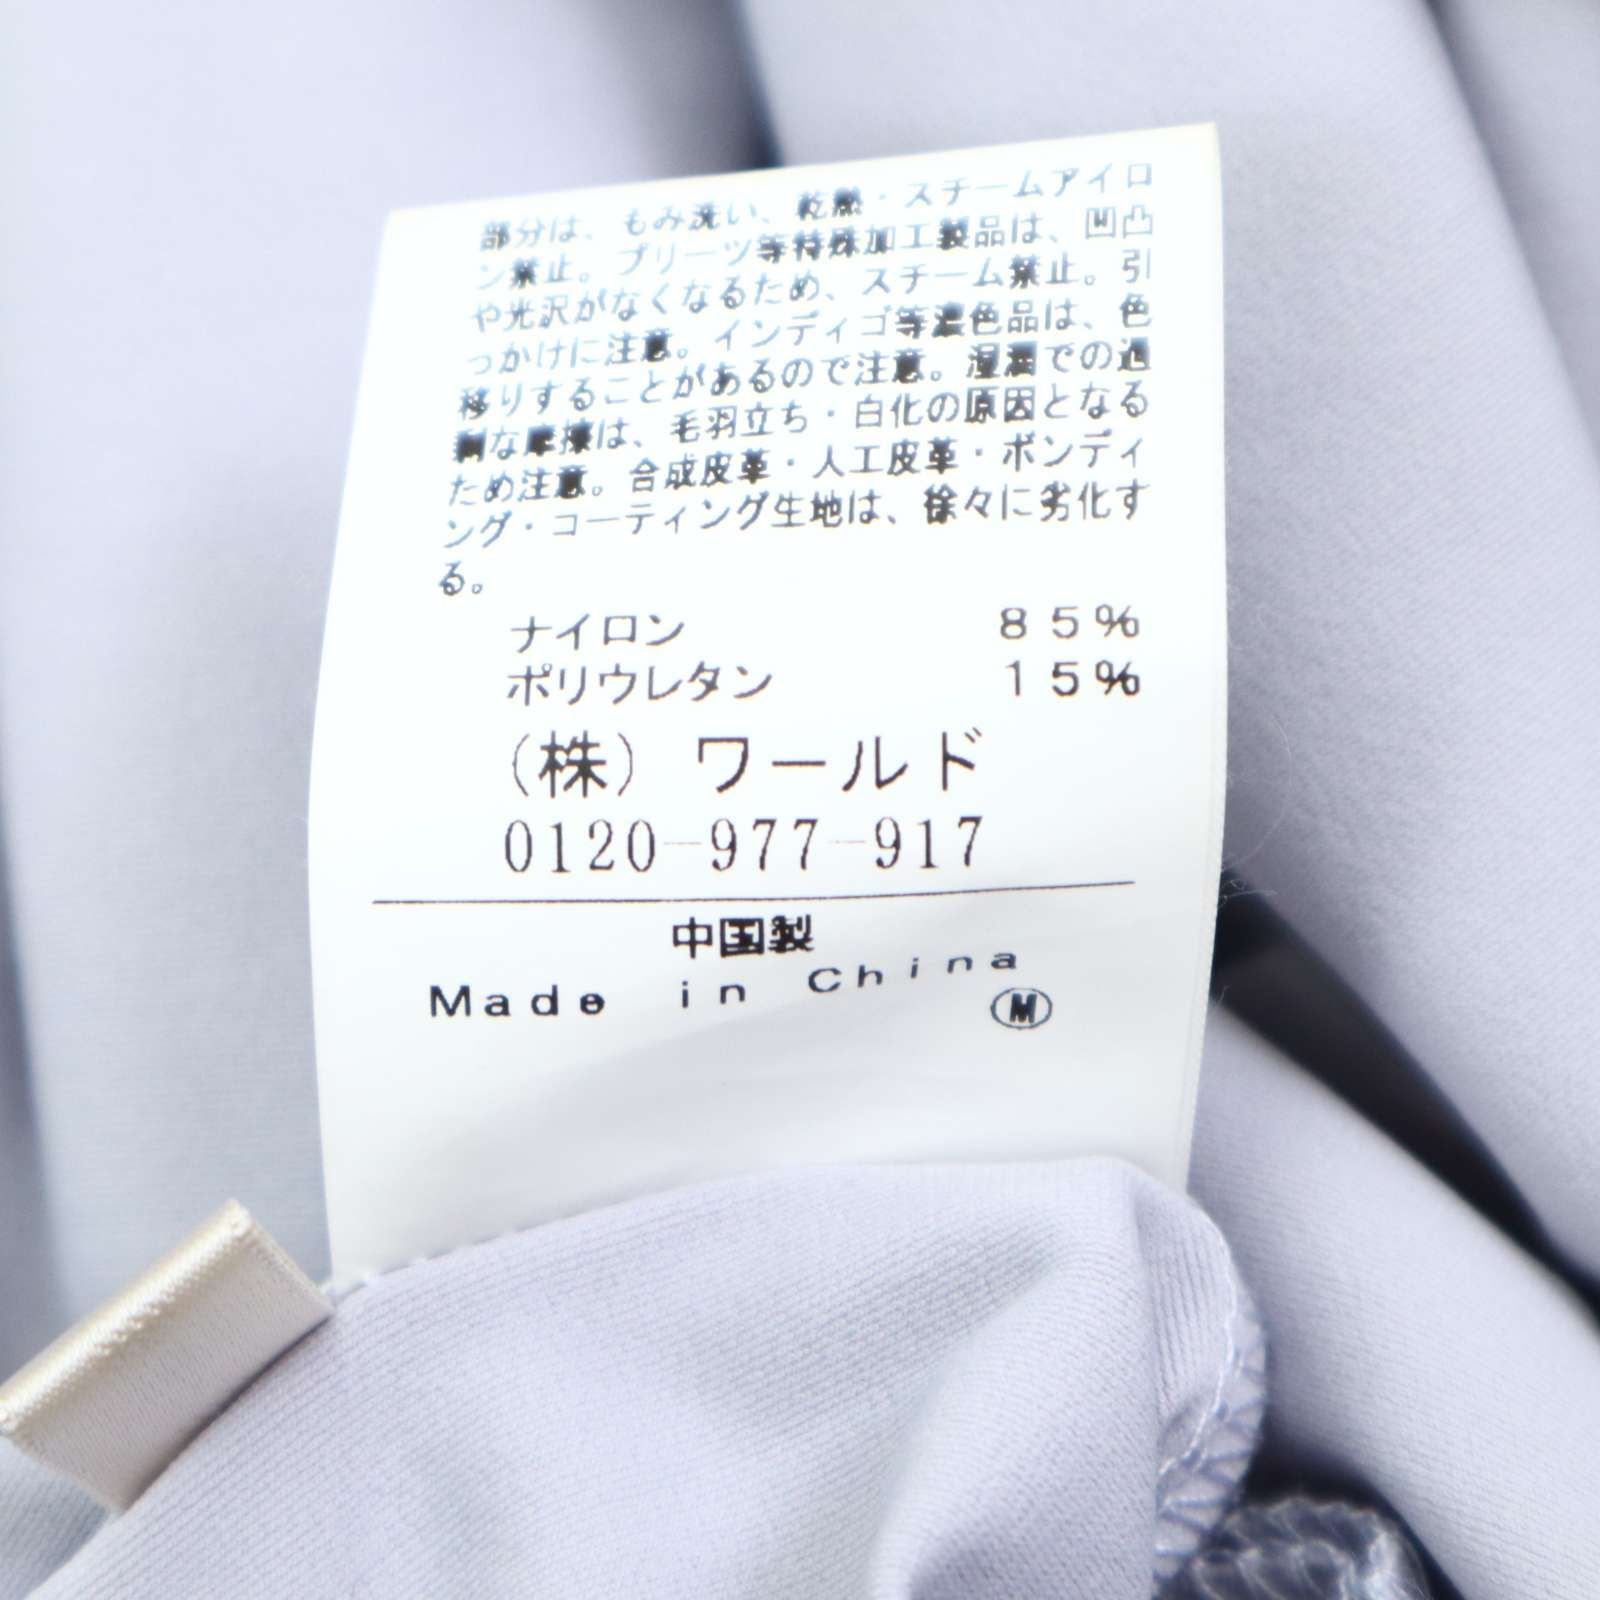 部分は、もみ洗い、乾熱・スチームアイロ
ン禁止。プリーツ等特殊加工製品は、凹凸
や光沢がなくなるため、スチーム禁止。引
っかけに注意。インディゴ等濃色品は、色
移りすることがあるので注意。湿潤での過
剰な摩擦は、毛羽立ち・白化の原因となる
ため注意。合成皮革・人工皮革・ボンディ
ング・コーティング生地は、徐々に劣化す
る。
ナイロン 85%
ポリウレタン 15%
(株) ワールド
0120-977-917
中国製
Made in China
M